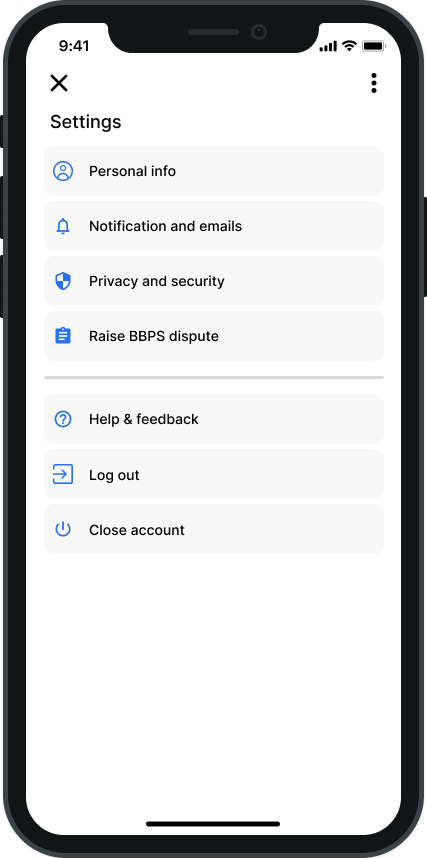 9:41
Settings
Personal info
Notification and emails
Privacy and security
Raise BBPS dispute
Help & feedback
Log out
Close account